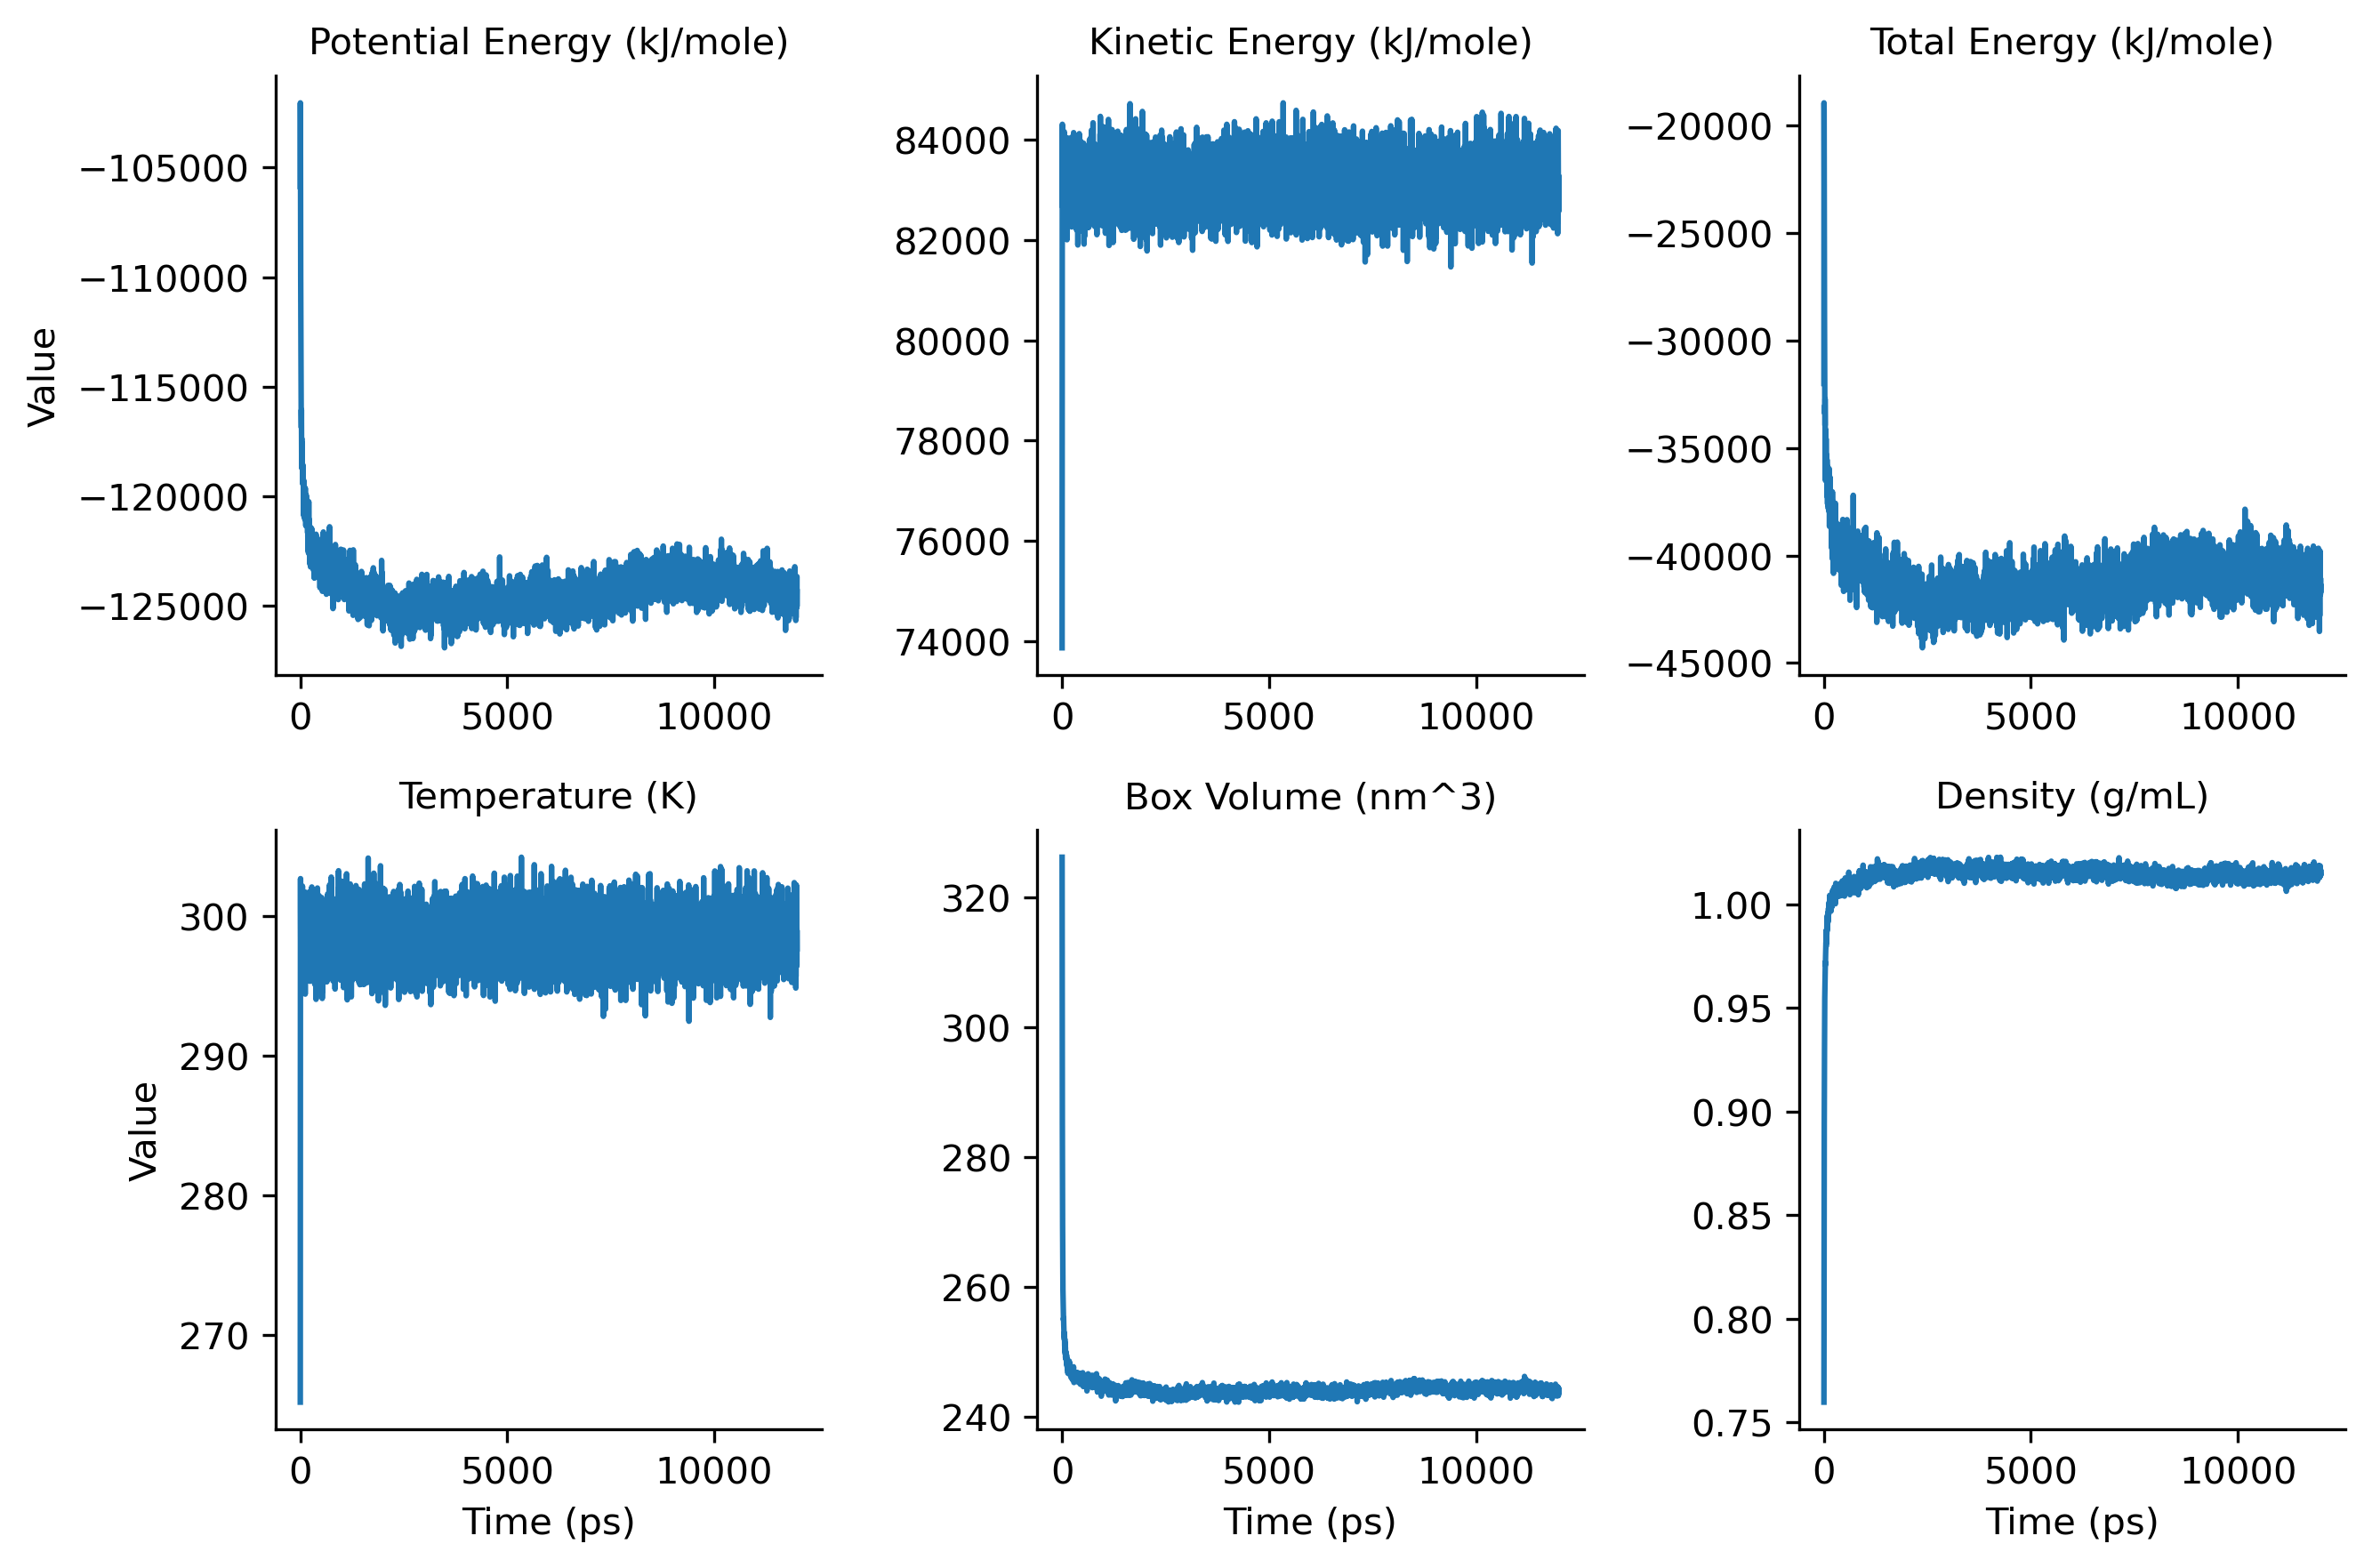 Potential Energy (kJ/mole)
Value
−105000
−110000
−115000
−120000
−125000
0 5000 10000
Kinetic Energy (kJ/mole)
84000
82000
80000
78000
76000
74000
0 5000 10000
Total Energy (kJ/mole)
−20000
−25000
−30000
−35000
−40000
−45000
0 5000 10000
Temperature (K)
Value
300
290
280
270
0 5000 10000
Time (ps)
Box Volume (nm^3)
320
300
280
260
240
0 5000 10000
Time (ps)
Density (g/mL)
1.00
0.95
0.90
0.85
0.80
0.75
0 5000 10000
Time (ps)